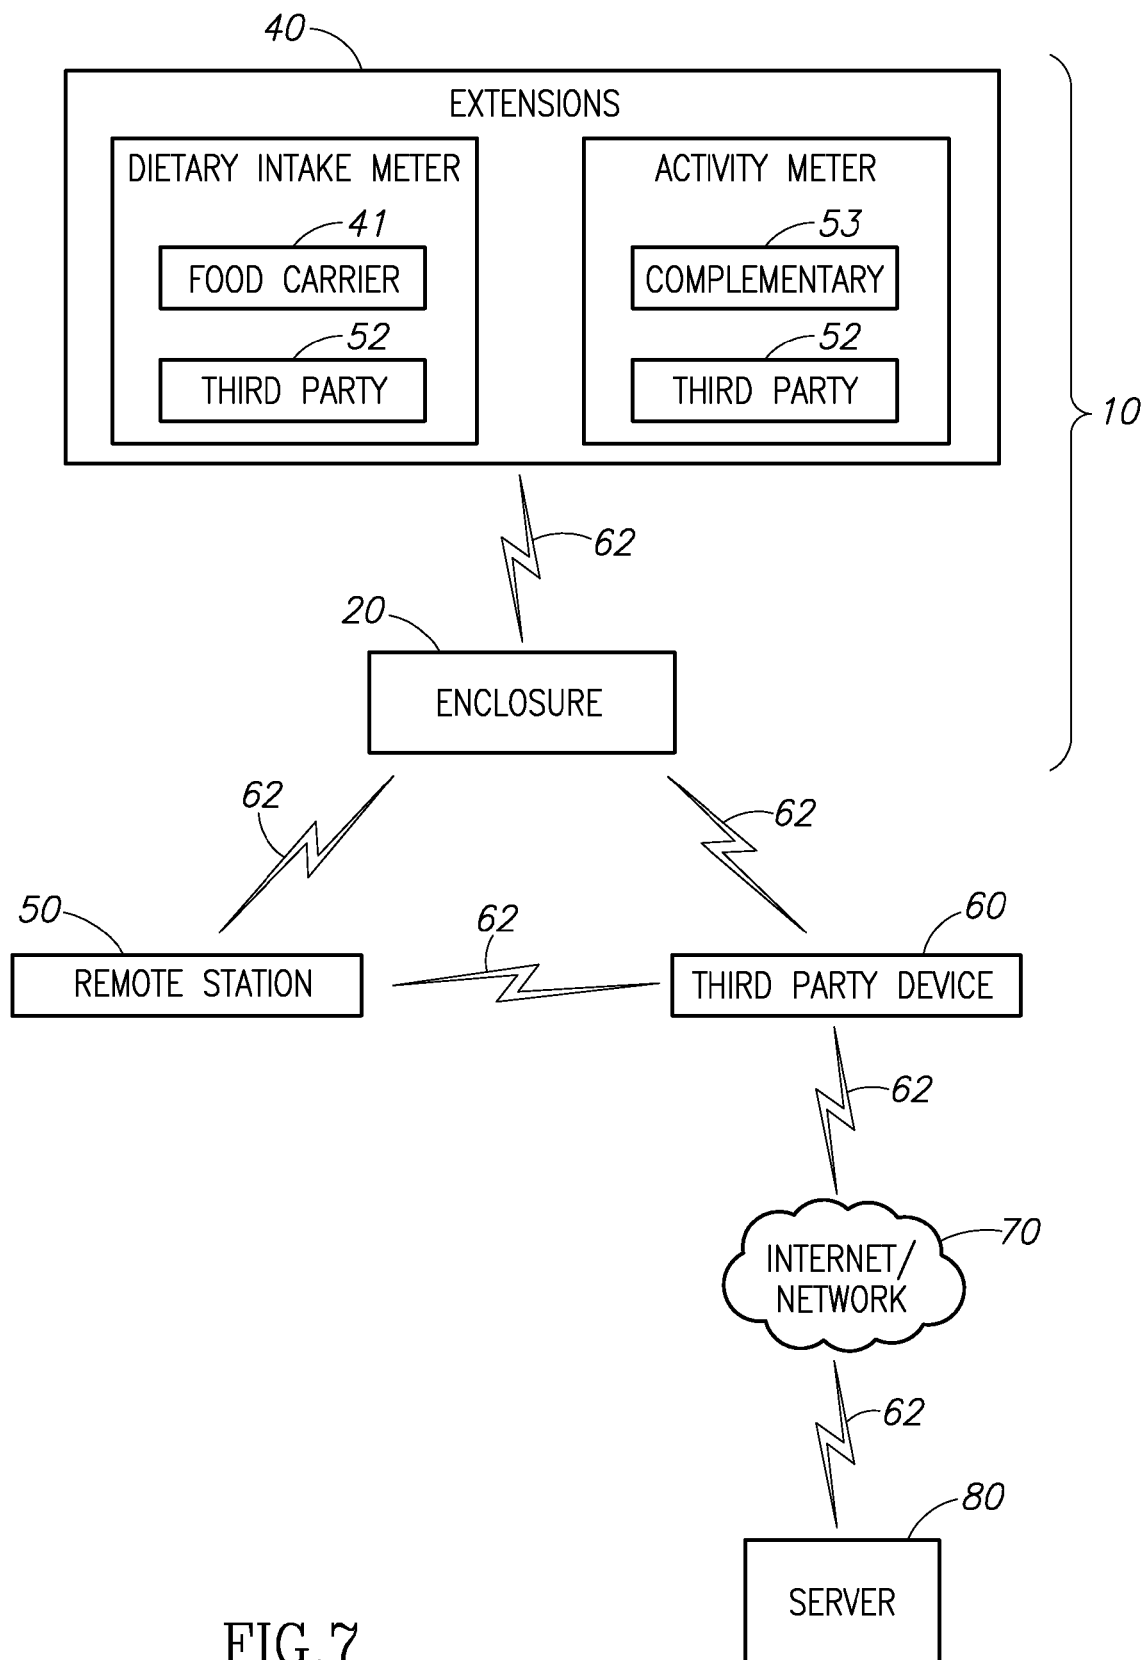 40
EXTENSIONS
DIETARY INTAKE METER
ACTIVITY METER
41
53
FOOD CARRIER
COMPLEMENTARY
52
52
THIRD PARTY
THIRD PARTY
10
62
20
ENCLOSURE
62
62
50
62
60
REMOTE STATION
THIRD PARTY DEVICE
62
70
INTERNET/
NETWORK
62
80
SERVER
FIG.7